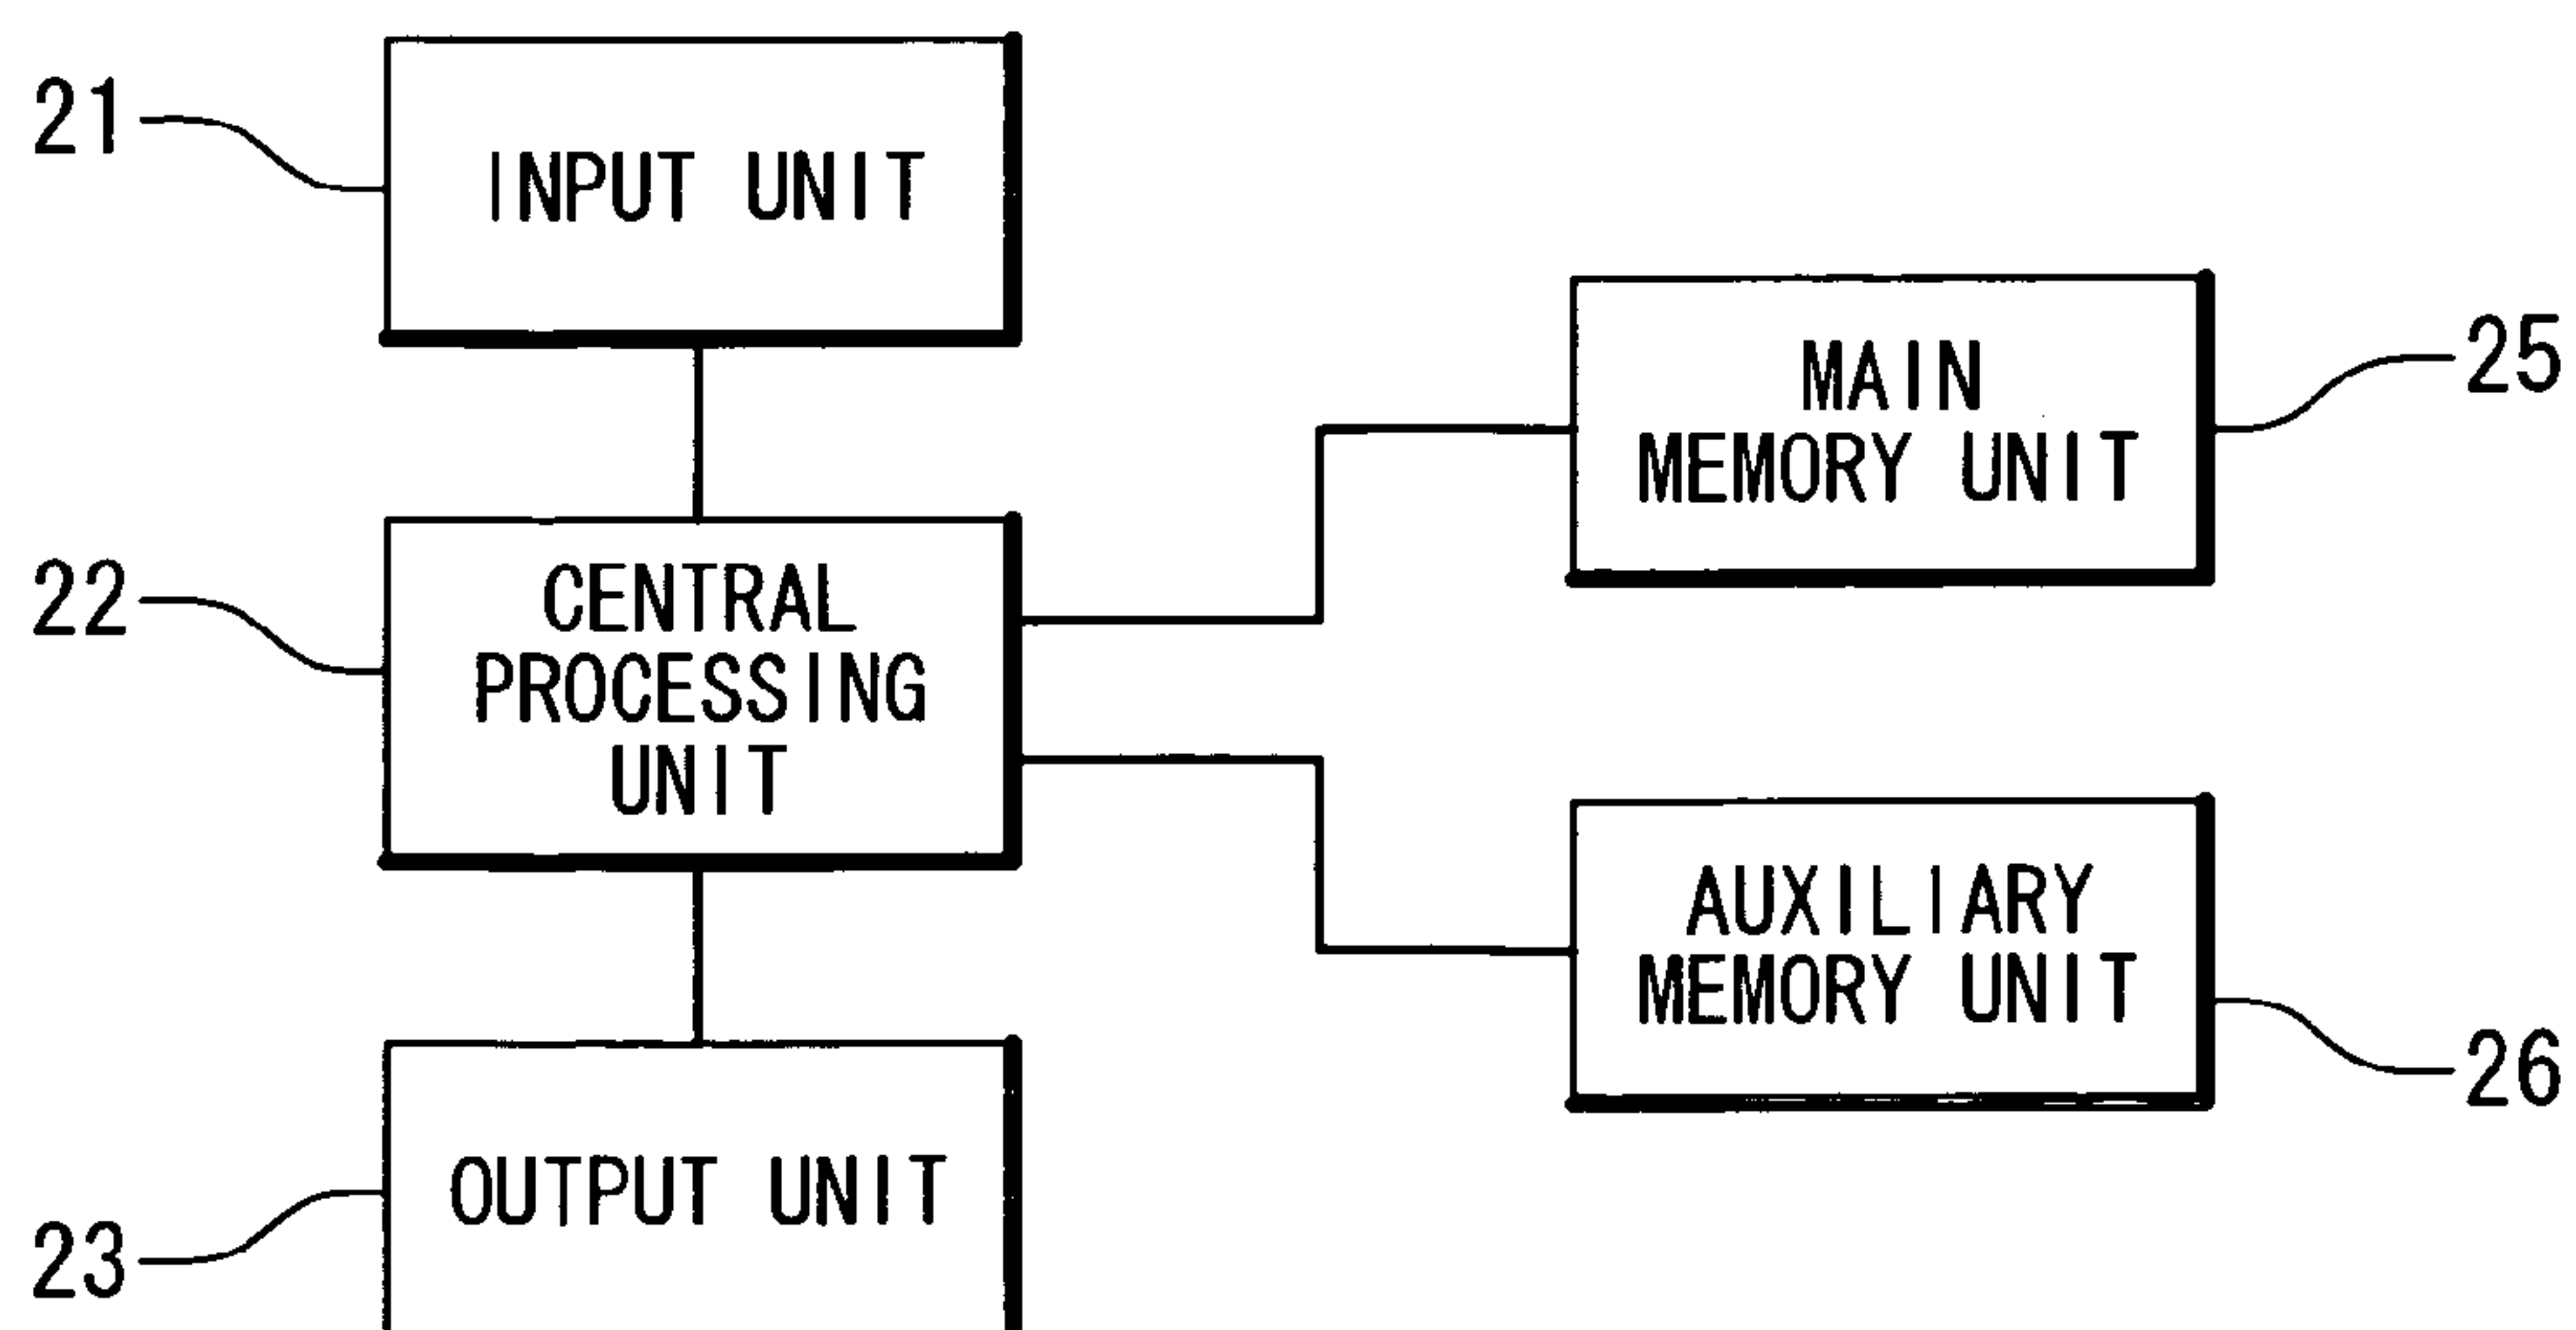 21
INPUT UNIT
22
CENTRAL
PROCESSING
UNIT
23
OUTPUT UNIT
MAIN
MEMORY UNIT
25
AUXILIARY
MEMORY UNIT
26